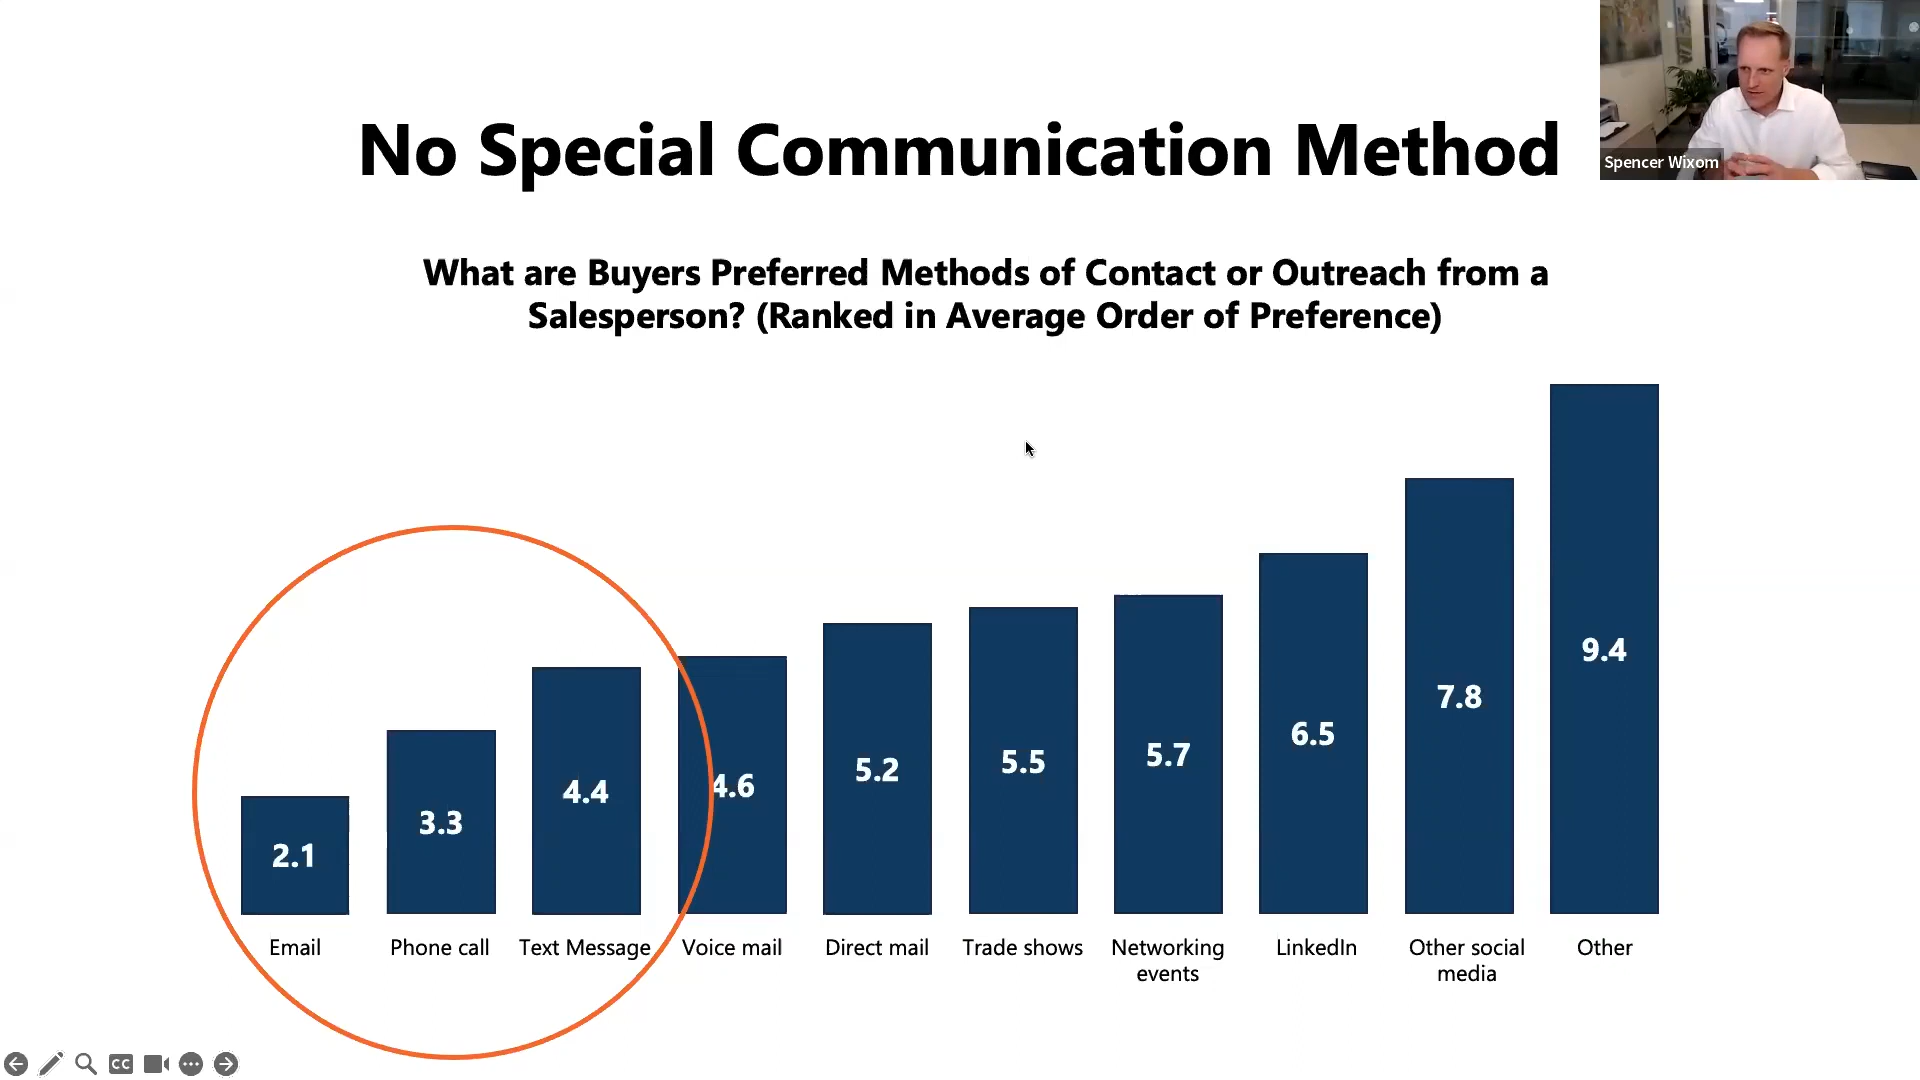 No Special Communication Method
Spencer Wixom
What are Buyers Preferred Methods of Contact or Outreach from a
Salesperson? (Ranked in Average Order of Preference)
2.1
3.3
4.4
4.6
5.2
5.5
5.7
6.5
7.8
9.4
Email
Phone call
Text Message
Voice mail
Direct mail
Trade shows
Networking
events
LinkedIn
Other social
media
Other
CC